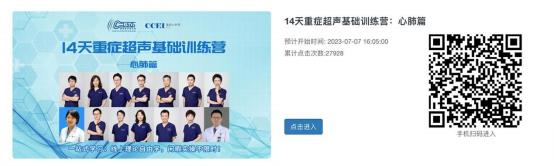 CCEI
14天重症超声基础训练营
心肺篇
14天重症超声基础训练营：心肺篇
预计开始时间: 2023-07-07 16:05:00
累计点击次数:27928
点击进入
手机扫码进入